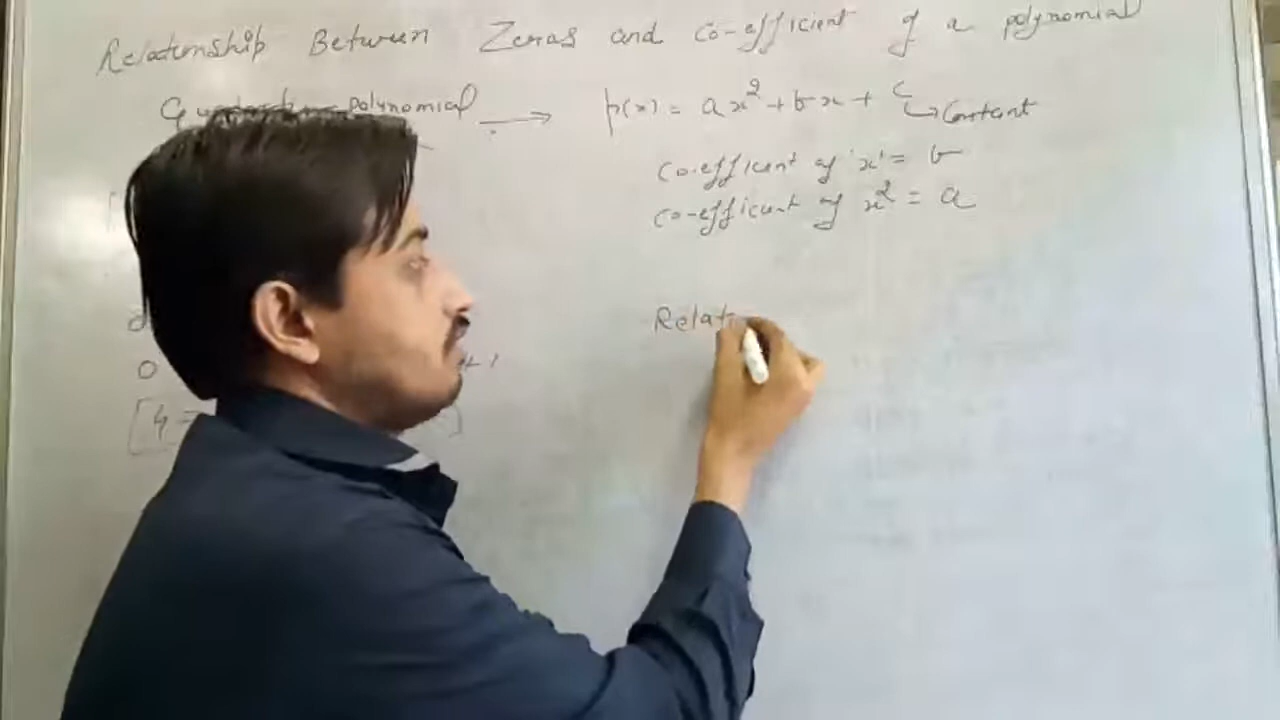 Relationship Between Zeros and Co-efficient of a polynomial
polynomial → p(x) = ax² + bx + c ↳ Constant
Co-efficient of 'x' = b
Co-efficient of x² = a
Relat